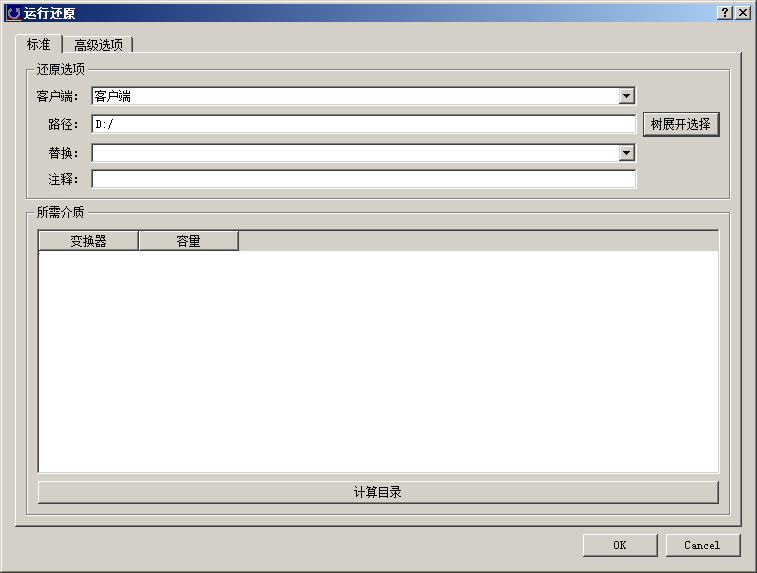 运行还原
标准 高级选项
还原选项
客户端: 客户端
路径: D:/ 树展开选择
替换:
注释:
所需介质
变换器 容量
计算目录
OK Cancel